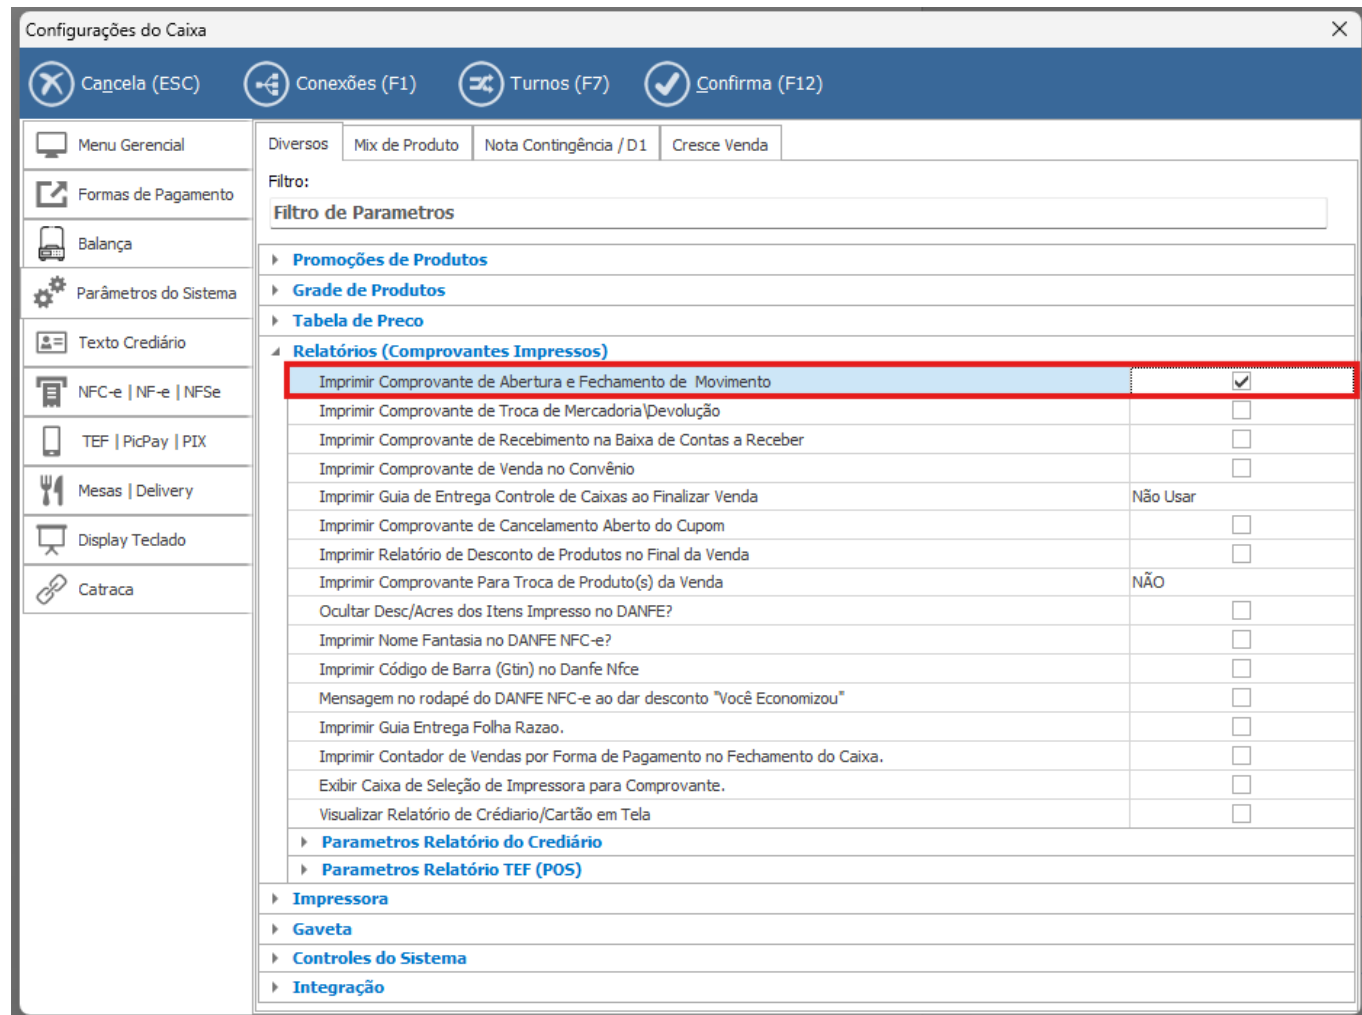 Configurações do Caixa
Cancela (ESC)
Conexões (F1)
Turnos (F7)
Confirma (F12)
Menu Gerencial
Formas de Pagamento
Balança
Parâmetros do Sistema
Texto Crediário
NFC-e | NF-e | NFSe
TEF | PicPay | PIX
Mesas | Delivery
Display Teclado
Catraca
Diversos
Mix de Produto
Nota Contingência / D1
Cresce Venda
Filtro:
Filtro de Parametros
Promoções de Produtos
Grade de Produtos
Tabela de Preco
Relatórios (Comprovantes Impressos)
Imprimir Comprovante de Abertura e Fechamento de  Movimento
Imprimir Comprovante de Troca de Mercadoria\Devolução
Imprimir Comprovante de Recebimento na Baixa de Contas a Receber
Imprimir Comprovante de Venda no Convênio
Imprimir Guia de Entrega Controle de Caixas ao Finalizar Venda Não Usar
Imprimir Comprovante de Cancelamento Aberto do Cupom
Imprimir Relatório de Desconto de Produtos no Final da Venda
Imprimir Comprovante Para Troca de Produto(s) da Venda NÃO
Ocultar Desc/Acres dos Itens Impresso no DANFE?
Imprimir Nome Fantasia no DANFE NFC-e?
Imprimir Código de Barra (Gtin) no Danfe Nfce
Mensagem no rodapé do DANFE NFC-e ao dar desconto "Você Economizou"
Imprimir Guia Entrega Folha Razao.
Imprimir Contador de Vendas por Forma de Pagamento no Fechamento do Caixa.
Exibir Caixa de Seleção de Impressora para Comprovante.
Visualizar Relatório de Crédiario/Cartão em Tela
Parametros Relatório do Crediário
Parametros Relatório TEF (POS)
Impressora
Gaveta
Controles do Sistema
Integração